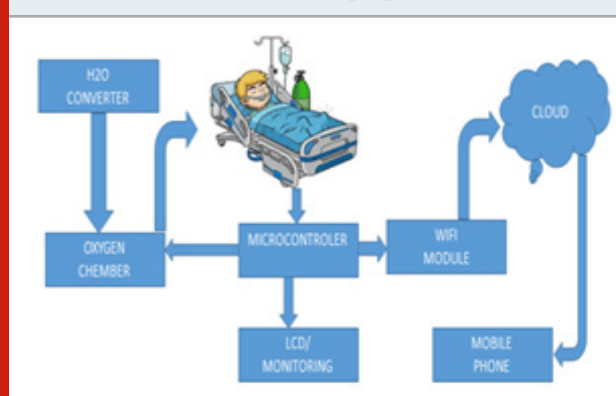 H2O
CONVERTER
CLOUD
OXYGEN
CHEMBER
MICROCONTROLER
WIFI
MODULE
LCD/
MONITORING
MOBILE
PHONE